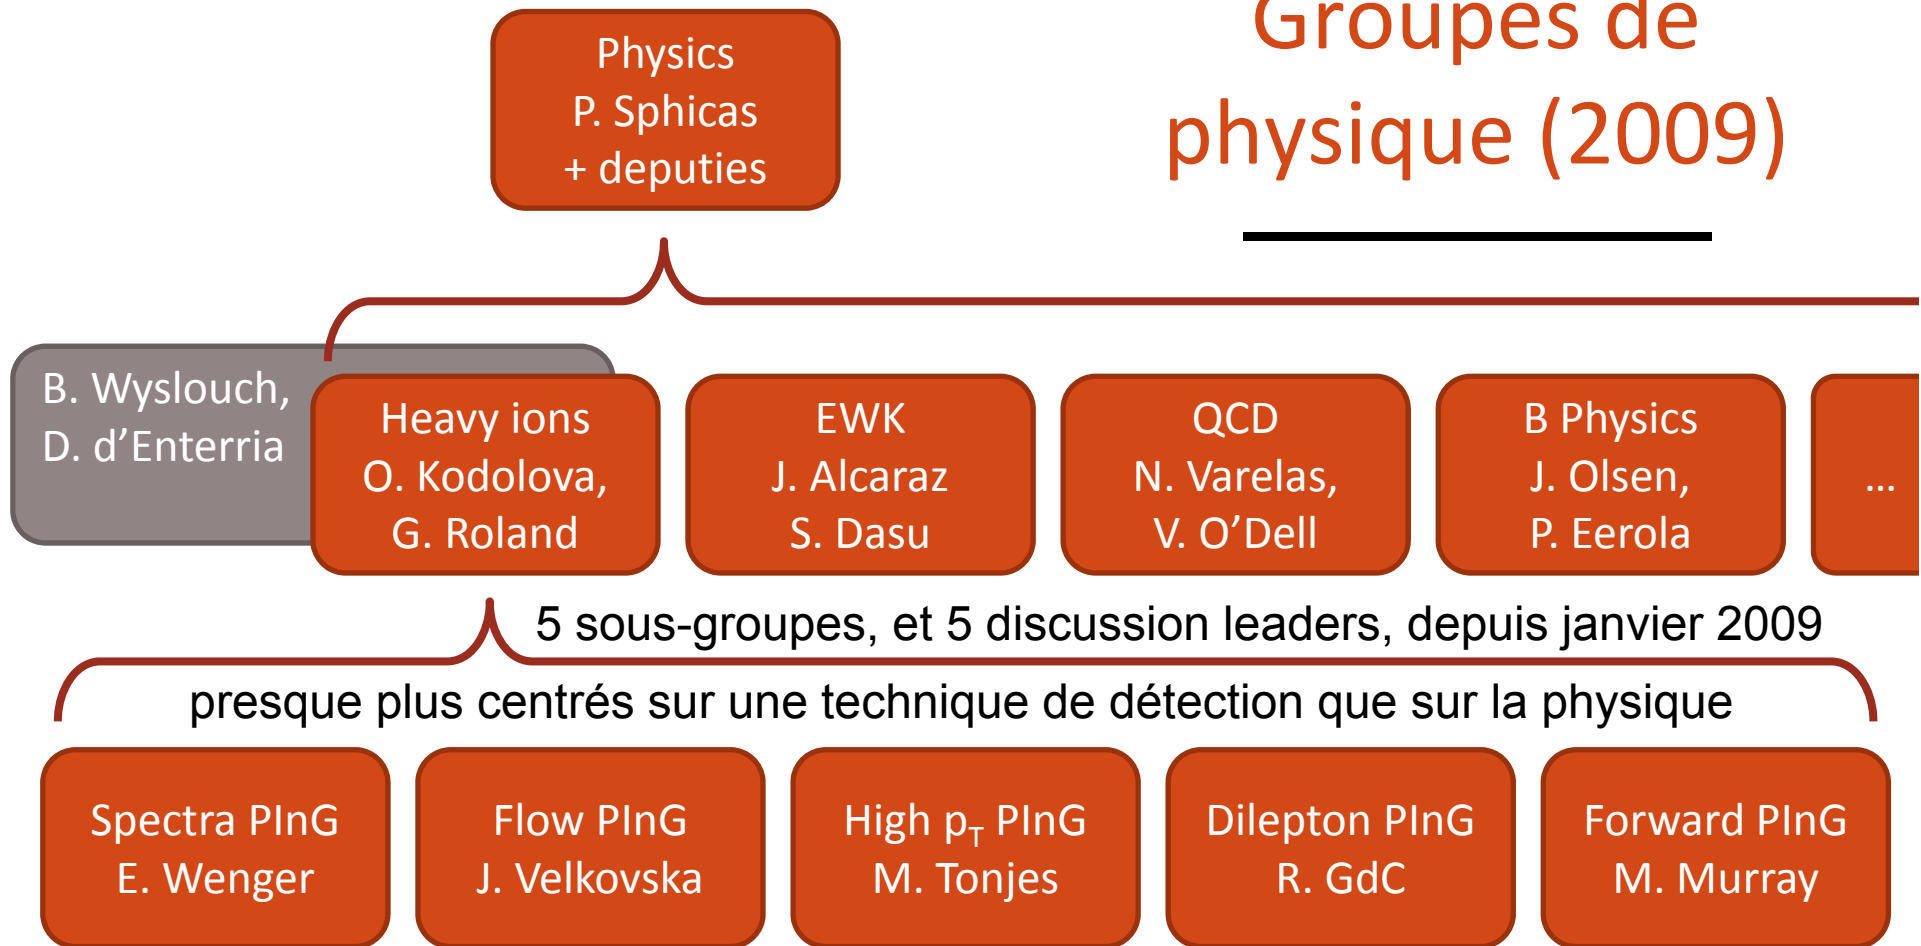 Groupes de
physique (2009)
Physics
P. Sphicas
+ deputies
B. Wyslouch,
D. d’Enterria
Heavy ions
O. Kodolova,
G. Roland
EWK
J. Alcaraz
S. Dasu
QCD
N. Varelas,
V. O’Dell
B Physics
J. Olsen,
P. Eerola
...
5 sous-groupes, et 5 discussion leaders, depuis janvier 2009
presque plus centrés sur une technique de détection que sur la physique
Spectra PInG
E. Wenger
Flow PInG
J. Velkovska
High pT PInG
M. Tonjes
Dilepton PInG
R. GdC
Forward PInG
M. Murray